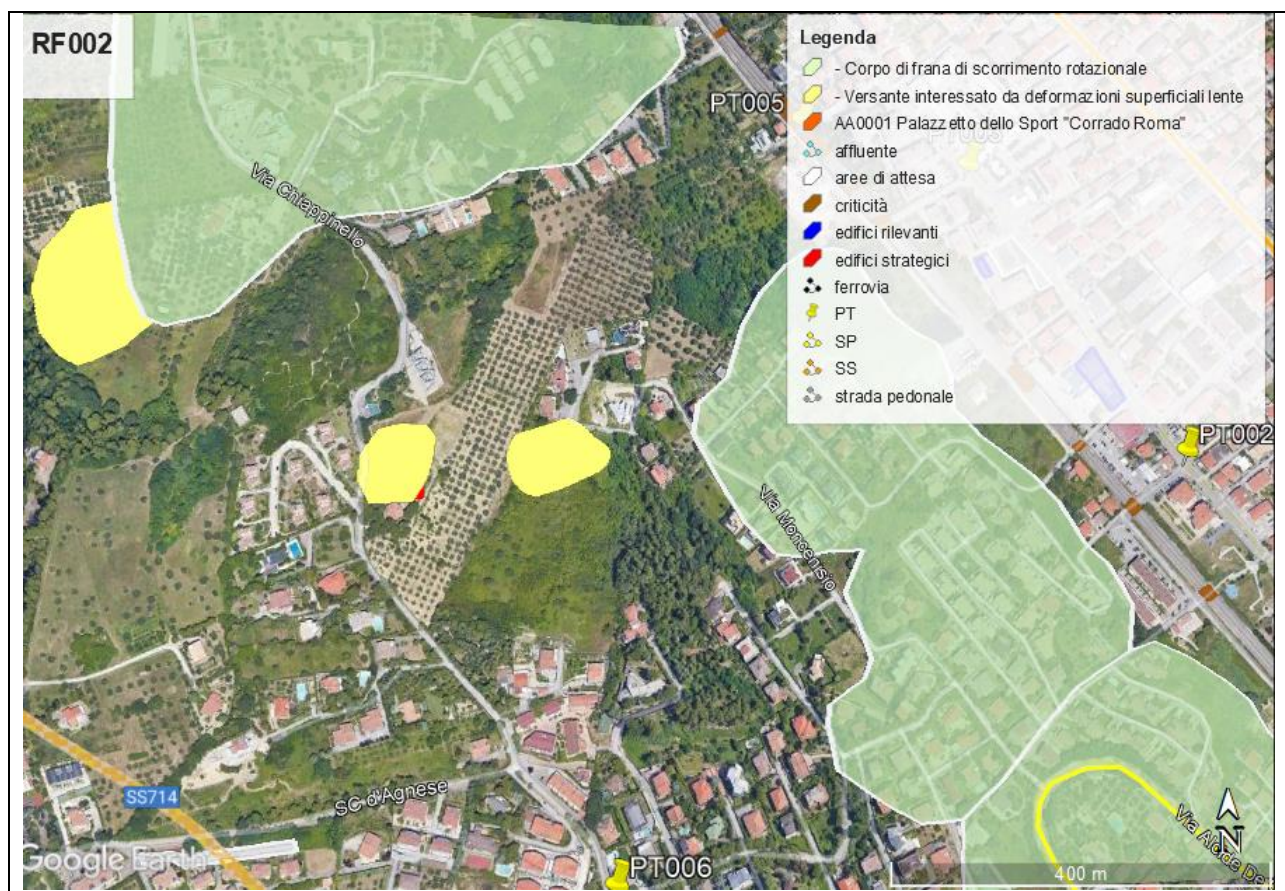 RF002
Legenda
- Corpo di frana di scorrimento rotazionale
- Versante interessato da deformazioni superficiali lente
AA0001 Palazzetto dello Sport "Corrado Roma"
affluente
aree di attesa
criticità
edifici rilevanti
edifici strategici
ferrovia
PT
SP
SS
strada pedonale
PT005
Via Chiappinello
PT002
Via Moncenisio
SS714
SC d'Agnese
Via Alcide De
N
Google Earth
PT006
400 m